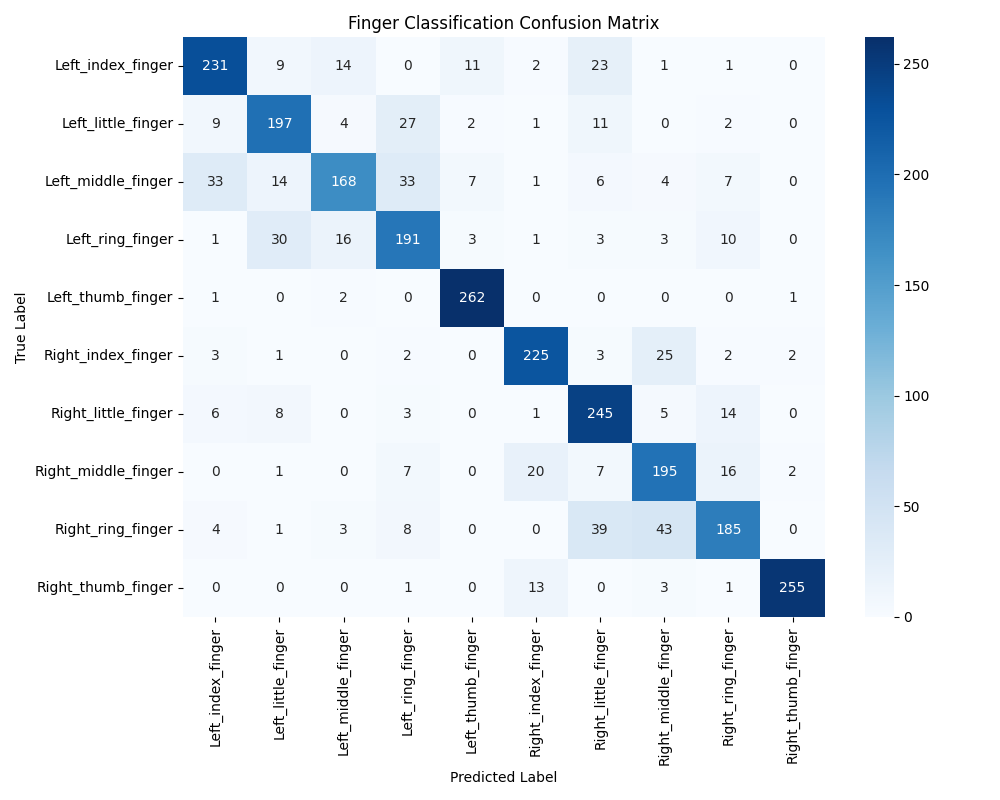 Finger Classification Confusion Matrix
Left_index_finger 231 9 14 0 11 2 23 1 1 0
Left_little_finger 9 197 4 27 2 1 11 0 2 0
Left_middle_finger 33 14 168 33 7 1 6 4 7 0
Left_ring_finger 1 30 16 191 3 1 3 3 10 0
Left_thumb_finger 1 0 2 0 262 0 0 0 0 1
Right_index_finger 3 1 0 2 0 225 3 25 2 2
Right_little_finger 6 8 0 3 0 1 245 5 14 0
Right_middle_finger 0 1 0 7 0 20 7 195 16 2
Right_ring_finger 4 1 3 8 0 0 39 43 185 0
Right_thumb_finger 0 0 0 1 0 13 0 3 1 255
True Label
Left_index_finger
Left_little_finger
Left_middle_finger
Left_ring_finger
Left_thumb_finger
Right_index_finger
Right_little_finger
Right_middle_finger
Right_ring_finger
Right_thumb_finger
Predicted Label
250
200
150
100
50
0